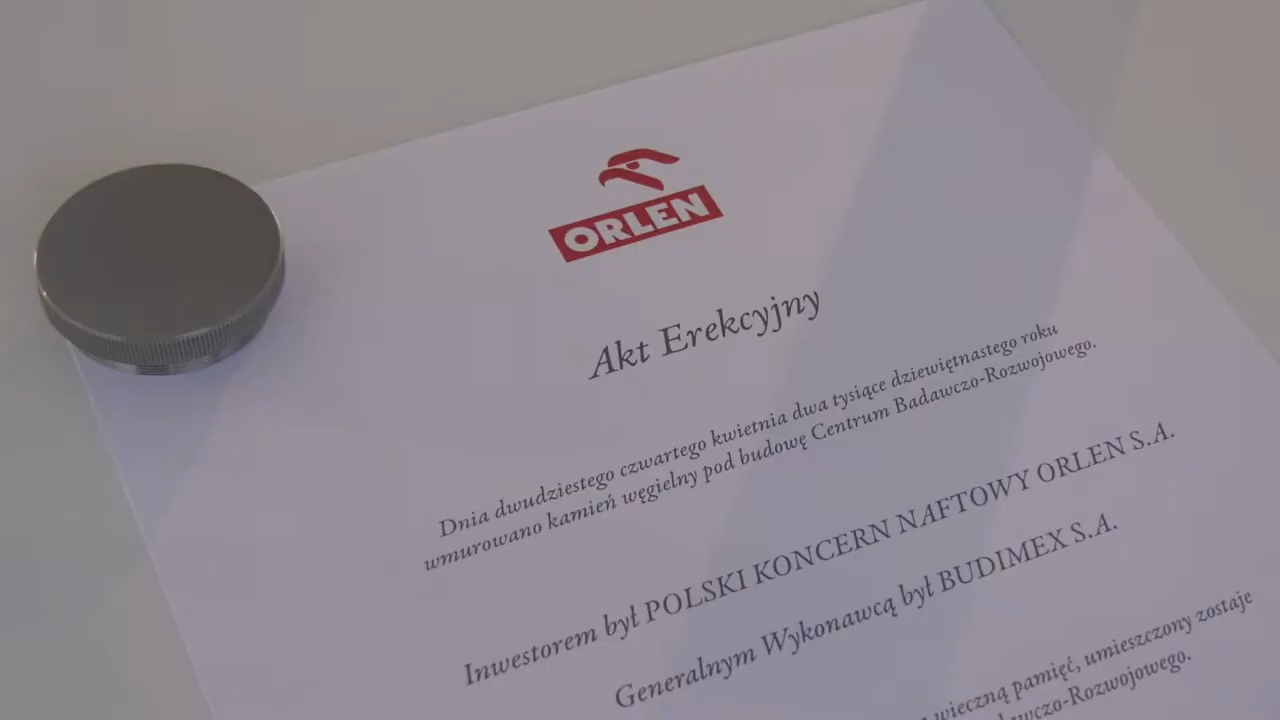 ORLEN
Akt Erekcyjny
Dnia dwudziestego czwartego kwietnia dwa tysiące dziewiętnastego roku
wmurowano kamień węgielny pod budowę Centrum Badawczo-Rozwojowego.
Inwestorem był POLSKI KONCERN NAFTOWY ORLEN S.A.
Generalnym Wykonawcą był BUDIMEX S.A.
wieczną pamięć, umieszczony zostaje
-Rozwojowego.